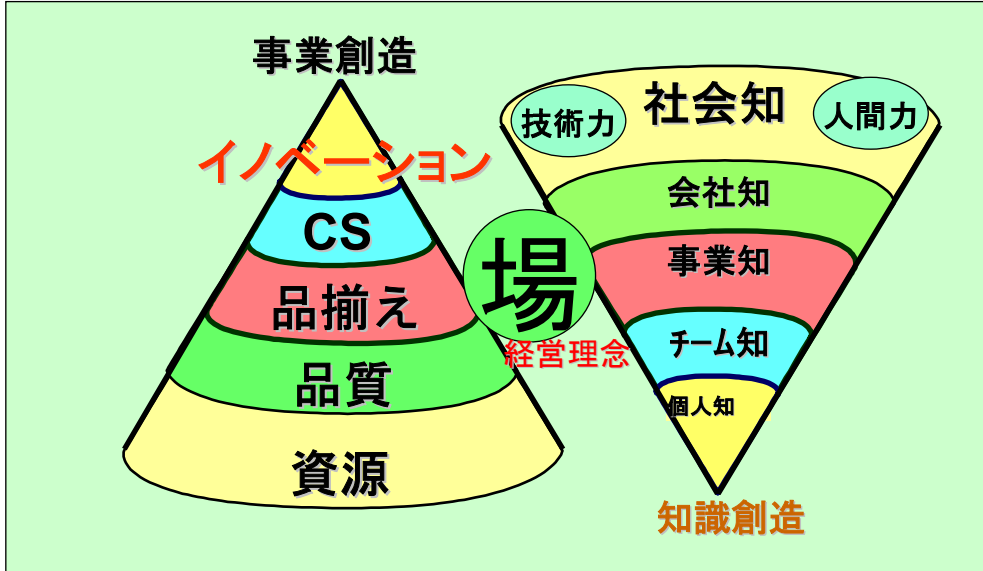 事業創造
イノベーション
CS
品揃え
品質
資源
場
経営理念
社会知
技術力
人間力
会社知
事業知
チーム知
個人知
知識創造